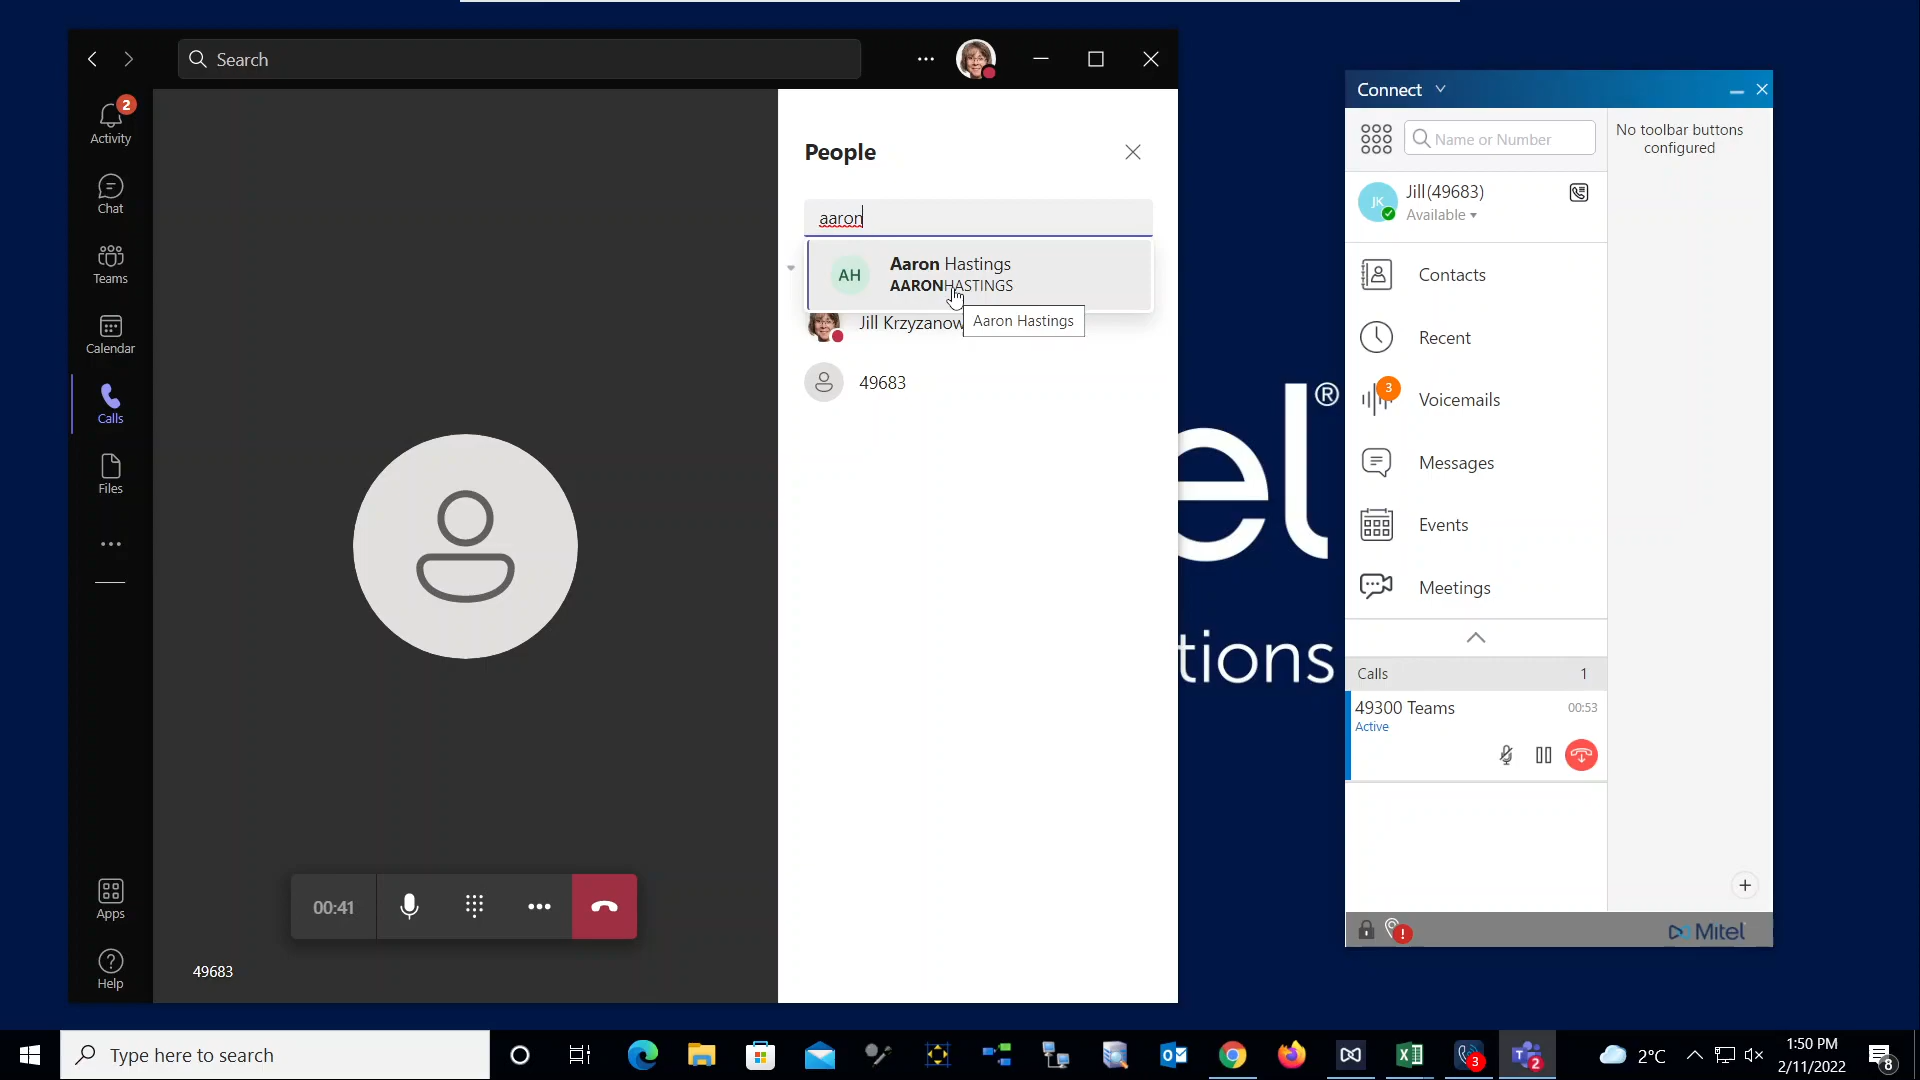 Search
2
Activity
Chat
Teams
Calendar
Calls
Files
Apps
Help
49683
00:41
People
aaron
AH
Aaron Hastings
AARONHASTINGS
Aaron Hastings
Jill Krzyzanow
49683
®
el
tions
Connect
Name or Number
No toolbar buttons
configured
JK
Jill(49683)
Available
Contacts
Recent
3
Voicemails
Messages
Events
Meetings
Calls 1
49300 Teams 00:53
Active
+
!
Mitel
Type here to search
3
2
2°C
1:50 PM
2/11/2022
8